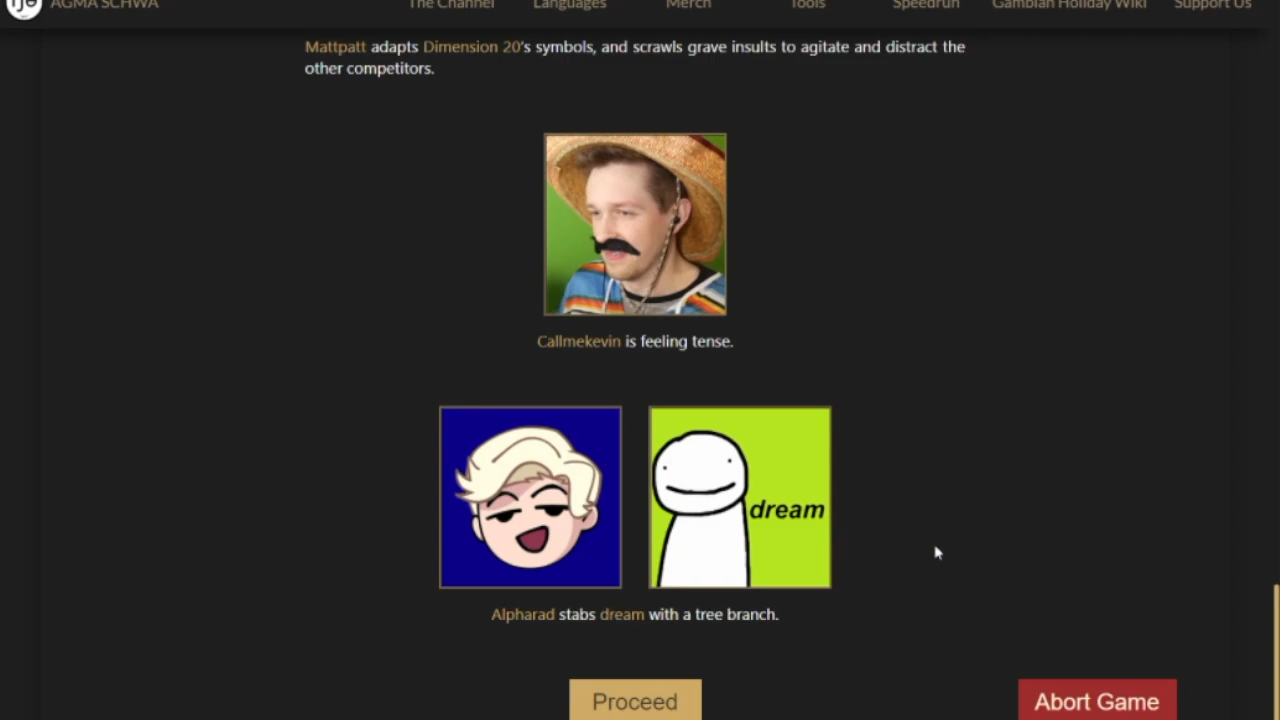 AGMA SCHWA The Channel Languages Merch Tools Speedrun Gambian Holiday Wiki Support Us
Mattpatt adapts Dimension 20's symbols, and scrawls grave insults to agitate and distract the
other competitors.
Callmekevin is feeling tense.
dream
Alpharad stabs dream with a tree branch.
Proceed Abort Game